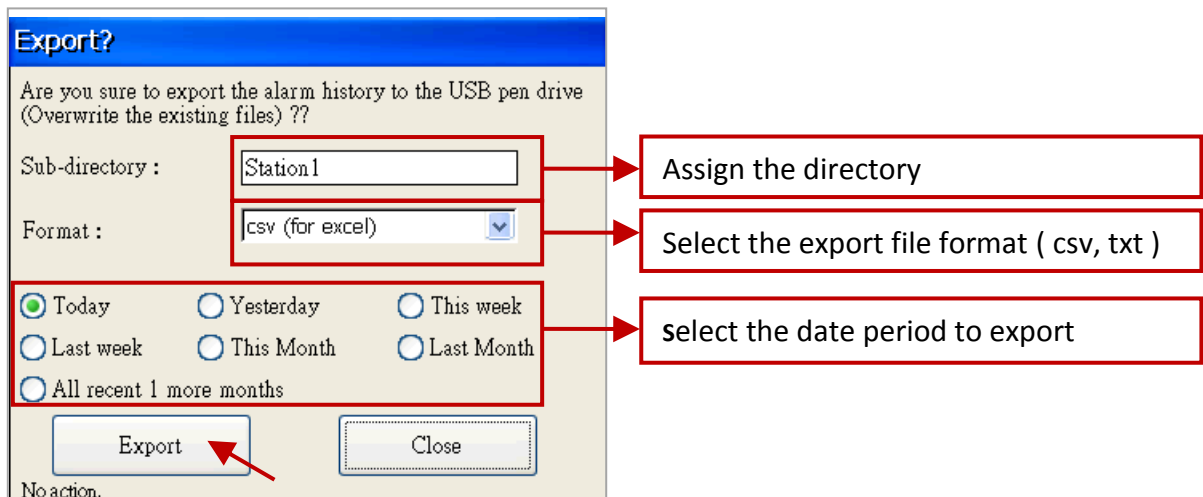 Export?
Are you sure to export the alarm history to the USB pen drive
(Overwrite the existing files) ??
Sub-directory :
Station1
Assign the directory
Format :
csv (for excel)
Select the export file format ( csv, txt )
Today
Yesterday
This week
Last week
This Month
Last Month
All recent 1 more months
select the date period to export
Export
Close
No action.